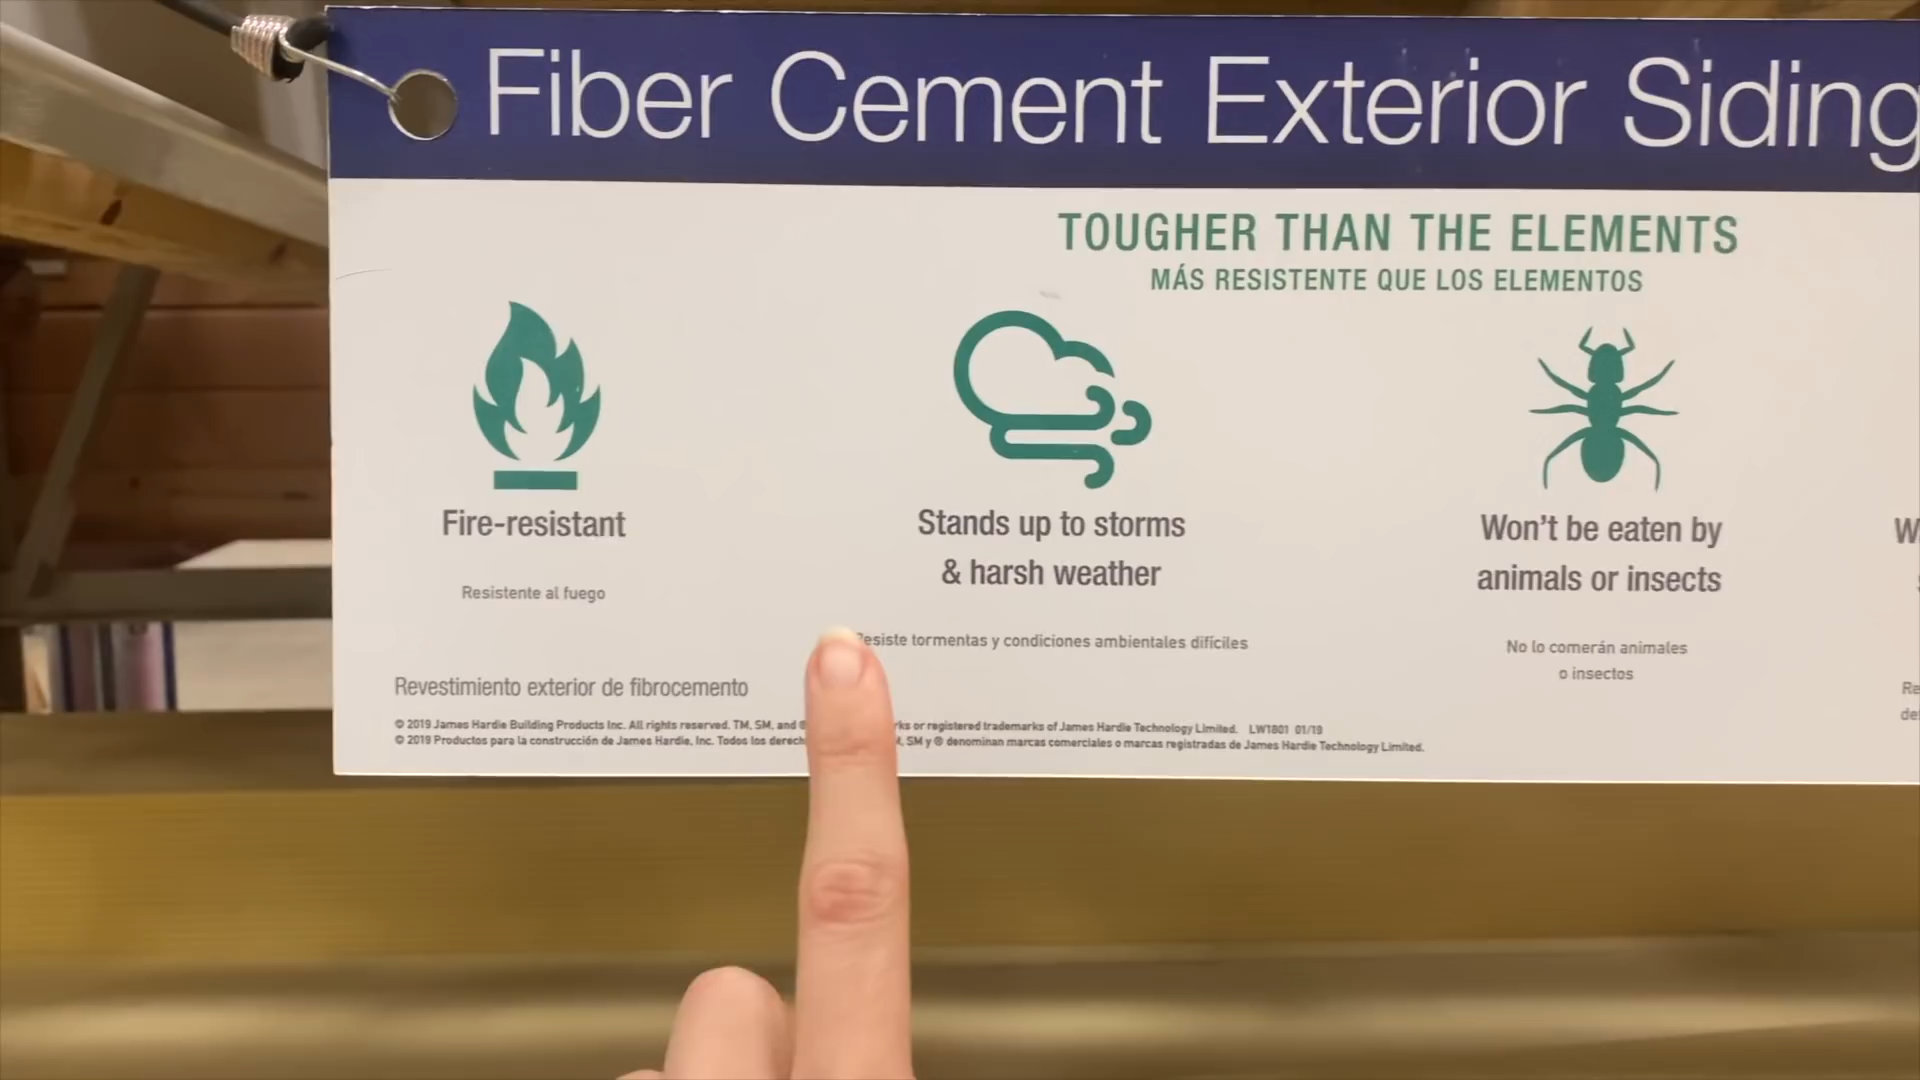 Fiber Cement Exterior Siding
TOUGHER THAN THE ELEMENTS
MÁS RESISTENTE QUE LOS ELEMENTOS
Fire-resistant
Resistente al fuego
Stands up to storms
& harsh weather
esiste tormentas y condiciones ambientales difíciles
Won't be eaten by
animals or insects
No lo comerán animales
o insectos
Revestimiento exterior de fibrocemento
© 2019 James Hardie Building Products Inc. All rights reserved. TM, SM, and ® or registered trademarks of James Hardie Technology Limited. LW1801 01/19
© 2019 Productos para la construcción de James Hardie, Inc. Todos los SM y ® denominan marcas comerciales o marcas registradas de James Hardie Technology Limited.